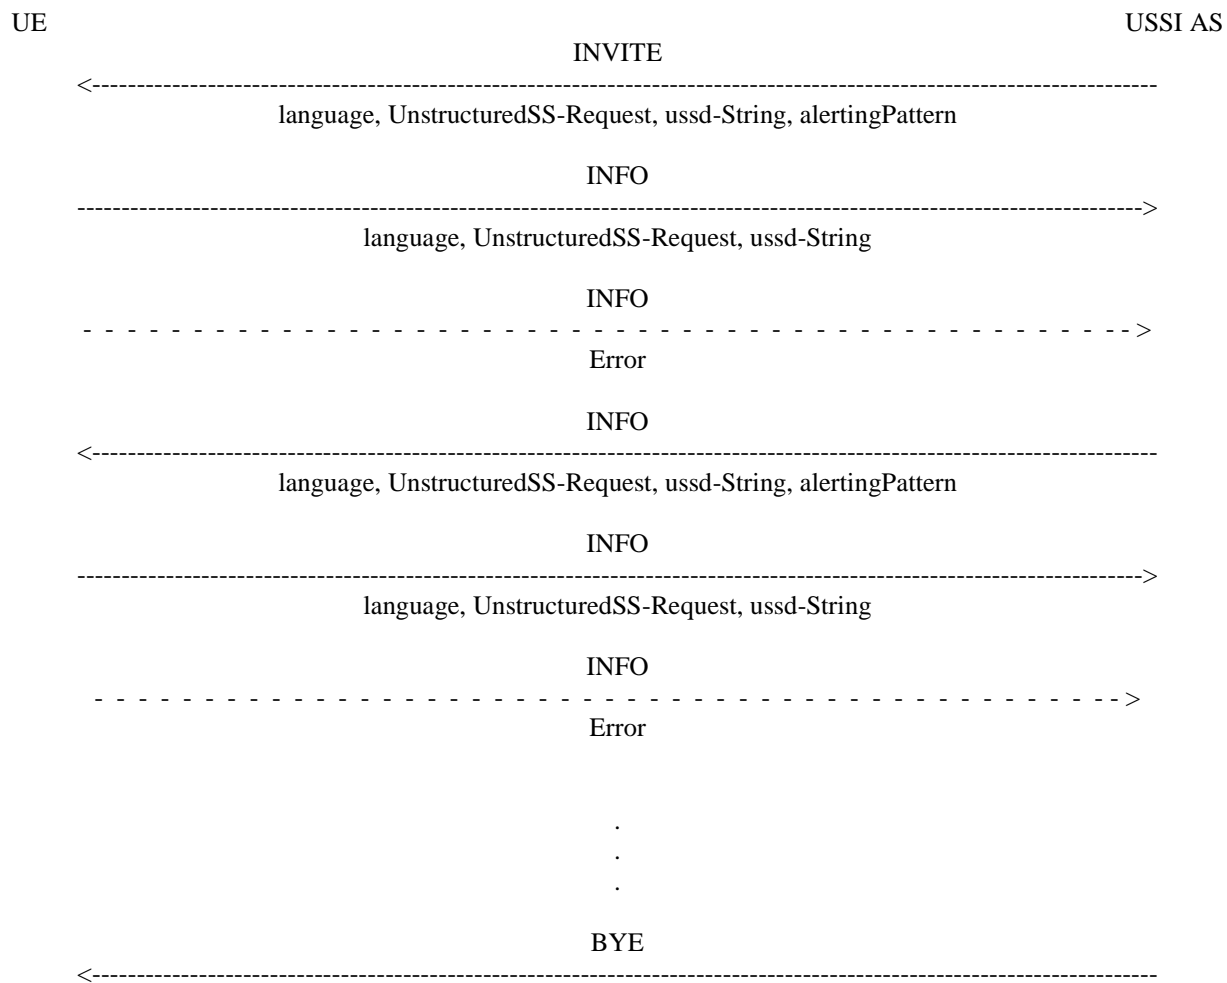 UE USSI AS
INVITE
<------------------------------------------------------------------------------------------------------------------------
language, UnstructuredSS-Request, ussd-String, alertingPattern
INFO
------------------------------------------------------------------------------------------------------------------------>
language, UnstructuredSS-Request, ussd-String
INFO
- - - - - - - - - - - - - - - - - - - - - - - - - - - - - - - - - - - - - - - - - - - - - - - ->
Error
INFO
<------------------------------------------------------------------------------------------------------------------------
language, UnstructuredSS-Request, ussd-String, alertingPattern
INFO
------------------------------------------------------------------------------------------------------------------------>
language, UnstructuredSS-Request, ussd-String
INFO
- - - - - - - - - - - - - - - - - - - - - - - - - - - - - - - - - - - - - - - - - - - - - - ->
Error
.
.
.
BYE
<------------------------------------------------------------------------------------------------------------------------